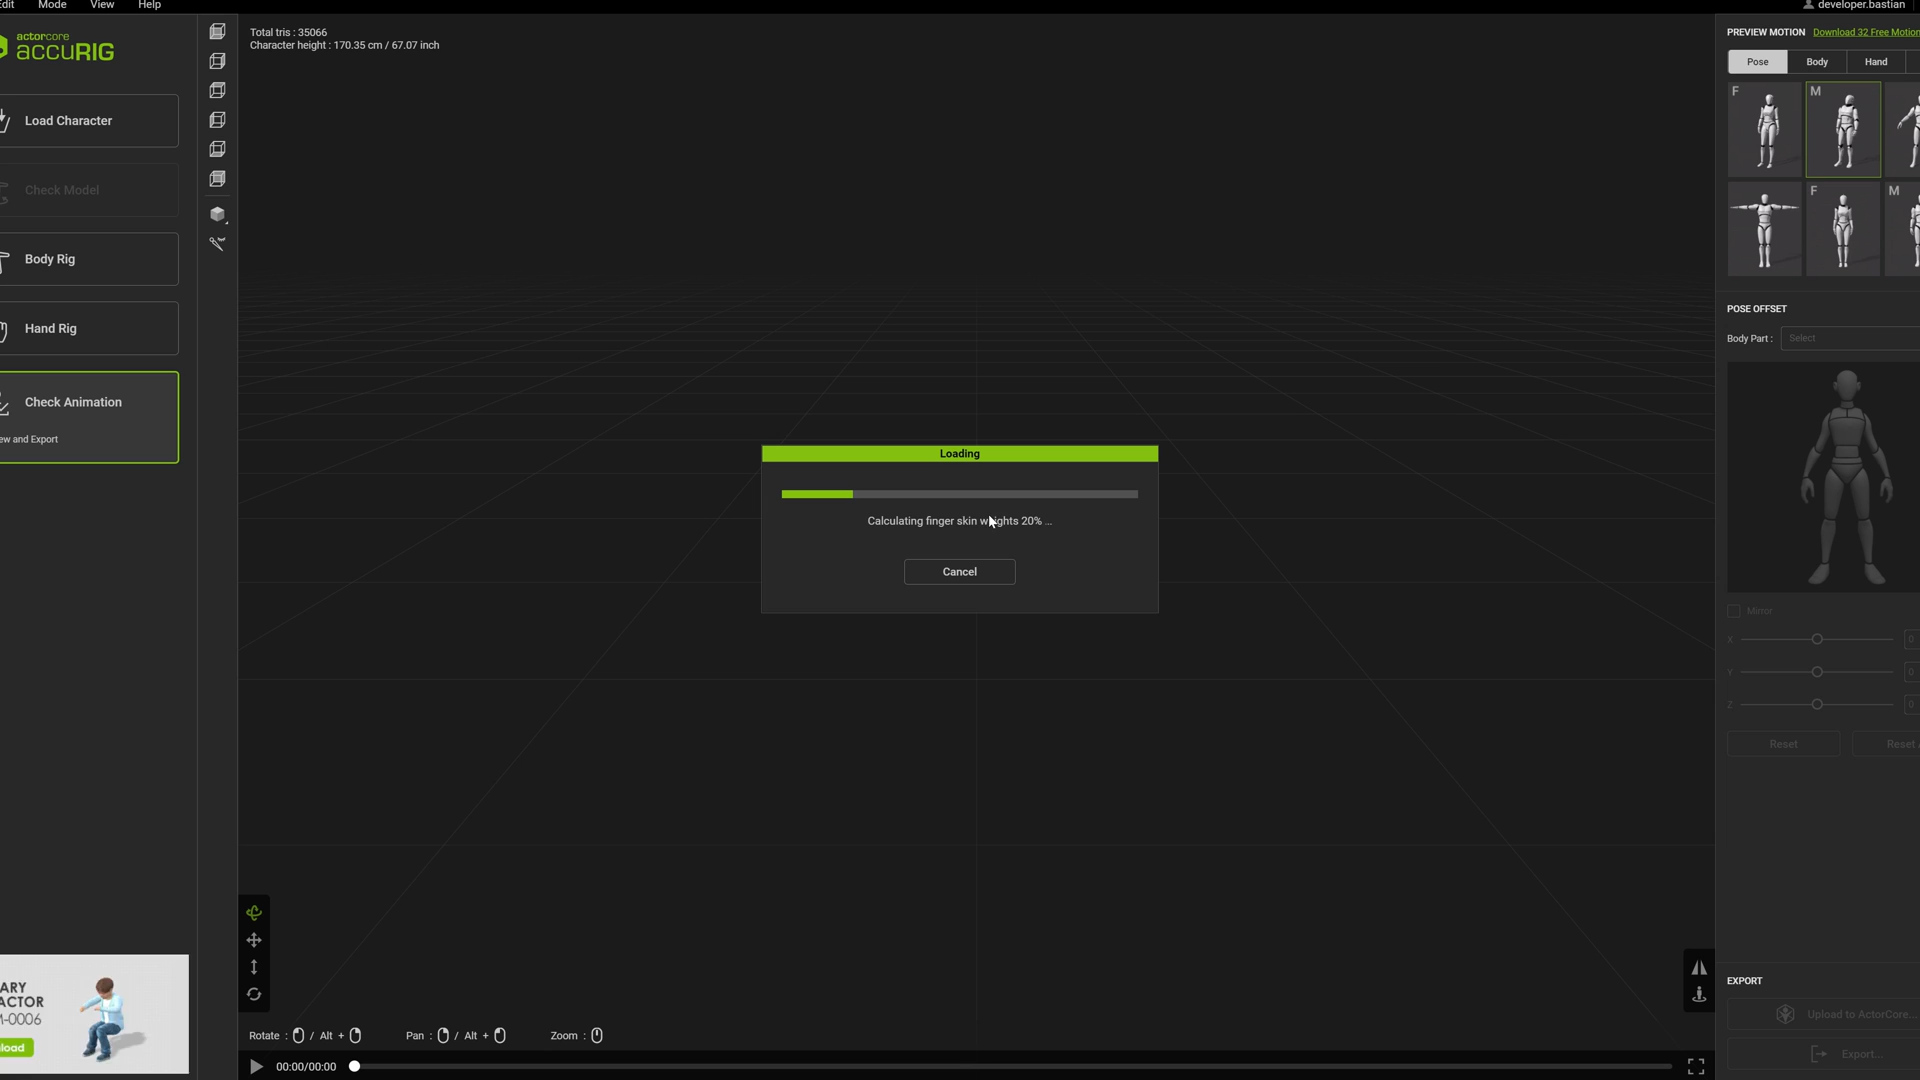 Edit Mode View Help
developer.bastian
actorcore
accuRIG
Load Character
Check Model
Body Rig
Hand Rig
Check Animation
ew and Export
ARY
ACTOR
M-0006
load
Total tris : 35066
Character height : 170.35 cm / 67.07 inch
Loading
Calculating finger skin weights 20% ...
Cancel
Rotate : / Alt + Pan : / Alt + Zoom :
00:00/00:00
PREVIEW MOTION Download 32 Free Motion
Pose Body Hand
F M
F M
POSE OFFSET
Body Part : Select
Mirror
X 0
Y 0
Z 0
Reset Reset
EXPORT
Upload to ActorCore...
Export...